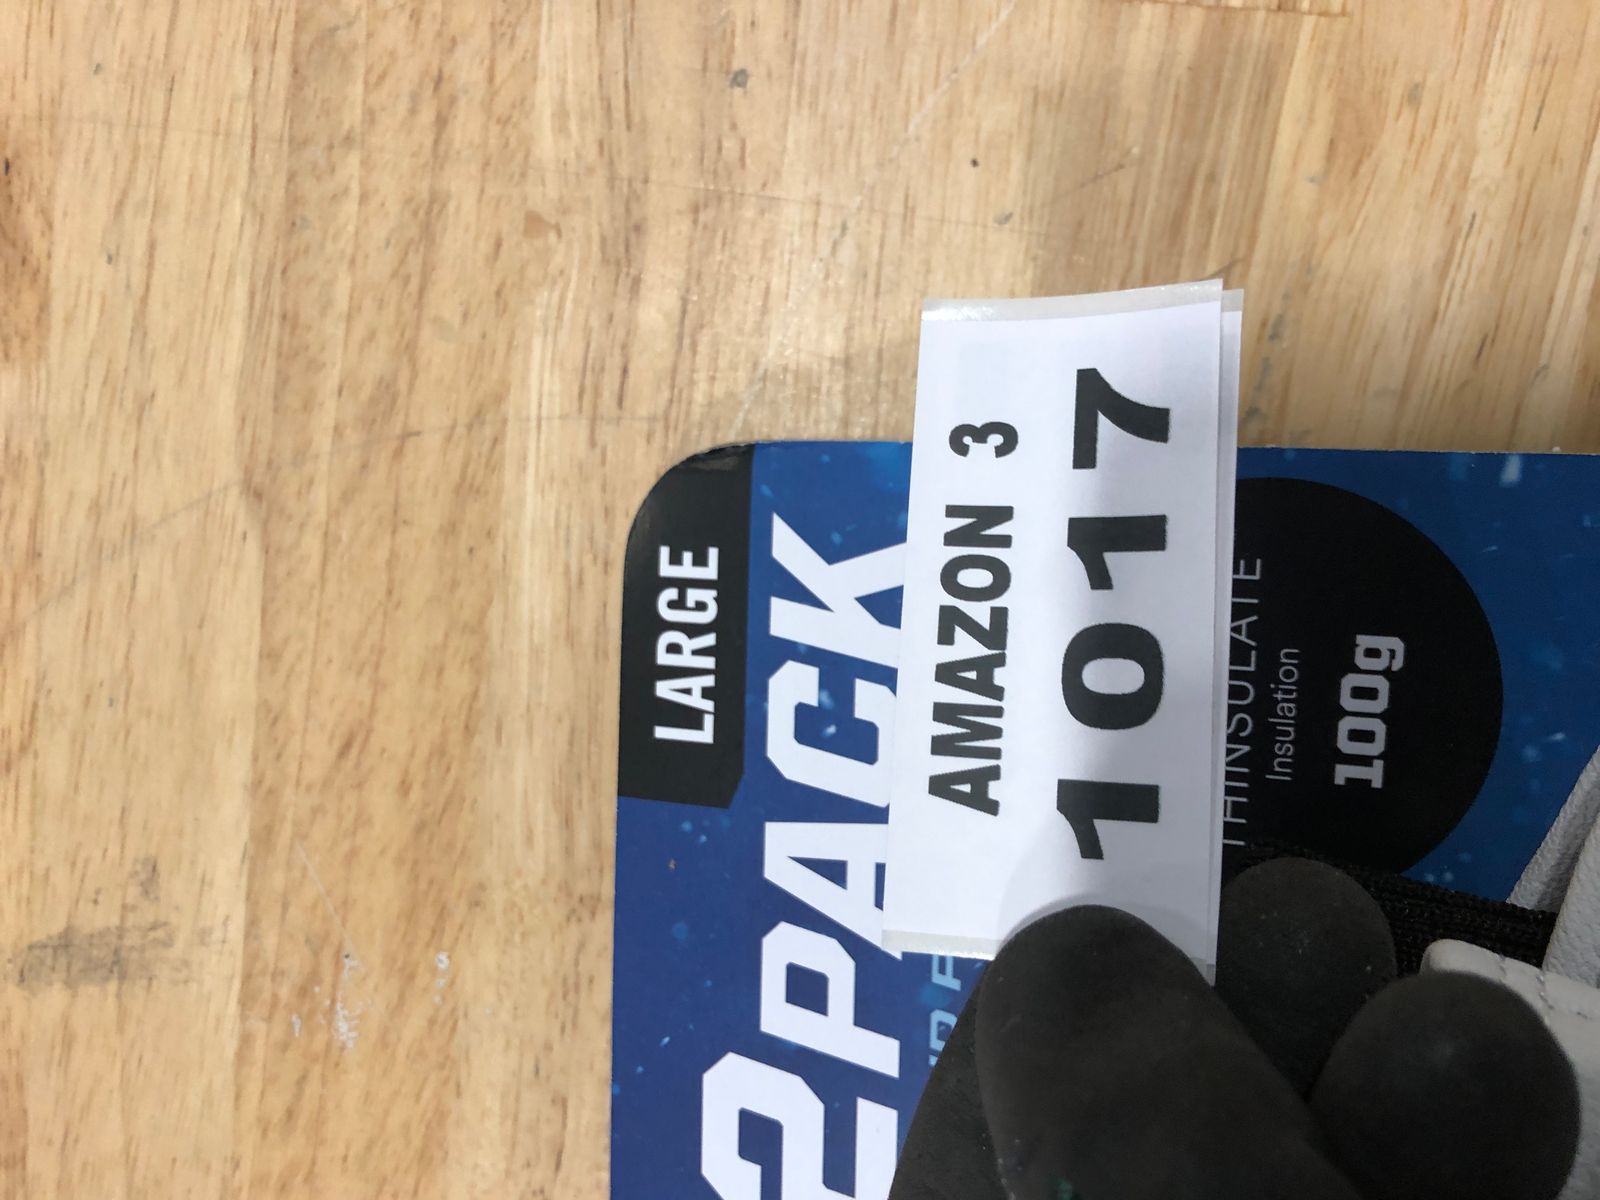 LARGE
2PACK
AMAZON 3
1017
THINSULATE
Insulation
100g